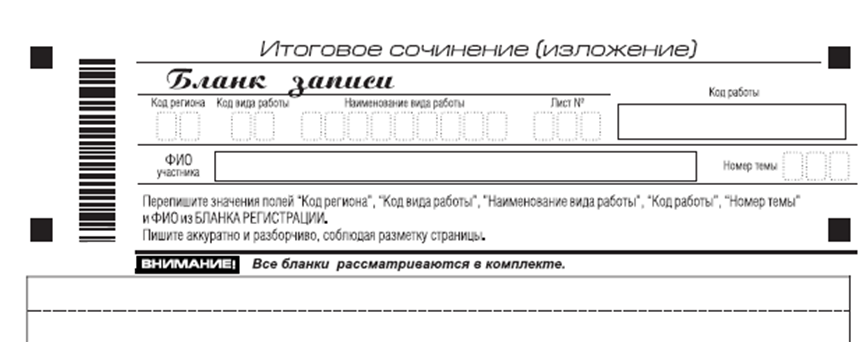 Итоговое сочинение (изложение)
Бланк записи
Код региона Код вида работы Наименование вида работы Лист № Код работы
ФИО участника Номер темы
Перепишите значения полей "Код региона", "Код вида работы", "Наименование вида работы", "Код работы", "Номер темы"
и ФИО из БЛАНКА РЕГИСТРАЦИИ.
Пишите аккуратно и разборчиво, соблюдая разметку страницы.
ВНИМАНИЕ! Все бланки рассматриваются в комплекте.